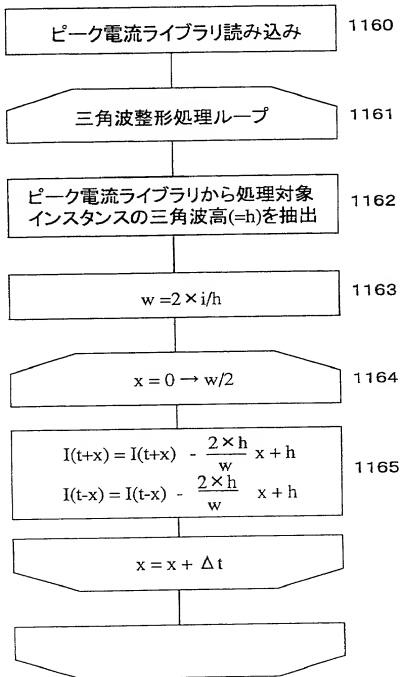 ピーク電流ライブラリ読み込み 1160
三角波整形処理ループ 1161
ピーク電流ライブラリから処理対象
インスタンスの三角波高(=h)を抽出 1162
w =2×i/h 1163
x = 0 → w/2 1164
I(t+x) = I(t+x) - 2×h/w x + h
I(t-x) = I(t-x) - 2×h/w x + h 1165
x = x + Δt